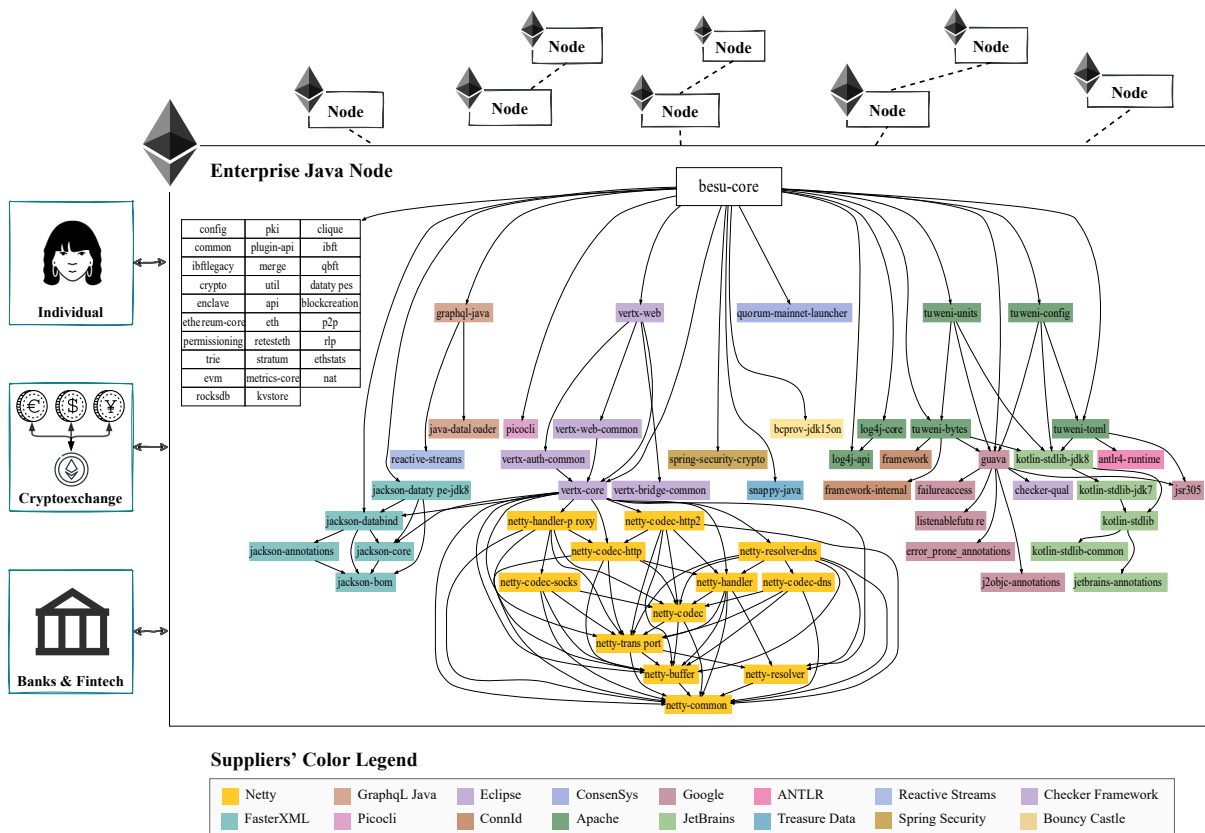 Node
Node
Node
Node
Node
Node
Node
Node
Node
Enterprise Java Node
besu-core
config pki clique
common plugin-api ibft
ibftlegacy merge qbft
crypto util dataty pes
enclave api blockcreation
ethereum-core eth p2p
permissioning retesteth rlp
trie stratum ethstats
evm metrics-core nat
rocksdb kvstore
Individual
Cryptoexchange
Banks & Fintech
graphql-java vertx-web quorum-mainnet-launcher tuweni-units tuweni-config
java-datal oader picocli vertx-web-common bcprov-jdk15on log4j-core tuweni-bytes tuweni-toml
reactive-streams vertx-auth-common spring-security-crypto log4j-api framework guava kotlin-stdlib-jdk8 antlr4-runtime
jackson-dataty pe-jdk8 vertx-core vertx-bridge-common snappy-java framework-internal failureaccess checker-qual kotlin-stdlib-jdk7 jsr305
jackson-databind netty-handler-p roxy netty-codec-http2 listenablefutu re kotlin-stdlib
jackson-annotations jackson-core netty-codec-http netty-resolver-dns error_prone_annotations kotlin-stdlib-common
jackson-bom netty-codec-socks netty-handler netty-codec-dns j2objc-annotations jetbrains-annotations
netty-codec
netty-trans port
netty-buffer netty-resolver
netty-common
Suppliers’ Color Legend
Netty GraphqL Java Eclipse ConsenSys Google ANTLR Reactive Streams Checker Framework
FasterXML Picocli ConnId Apache JetBrains Treasure Data Spring Security Bouncy Castle